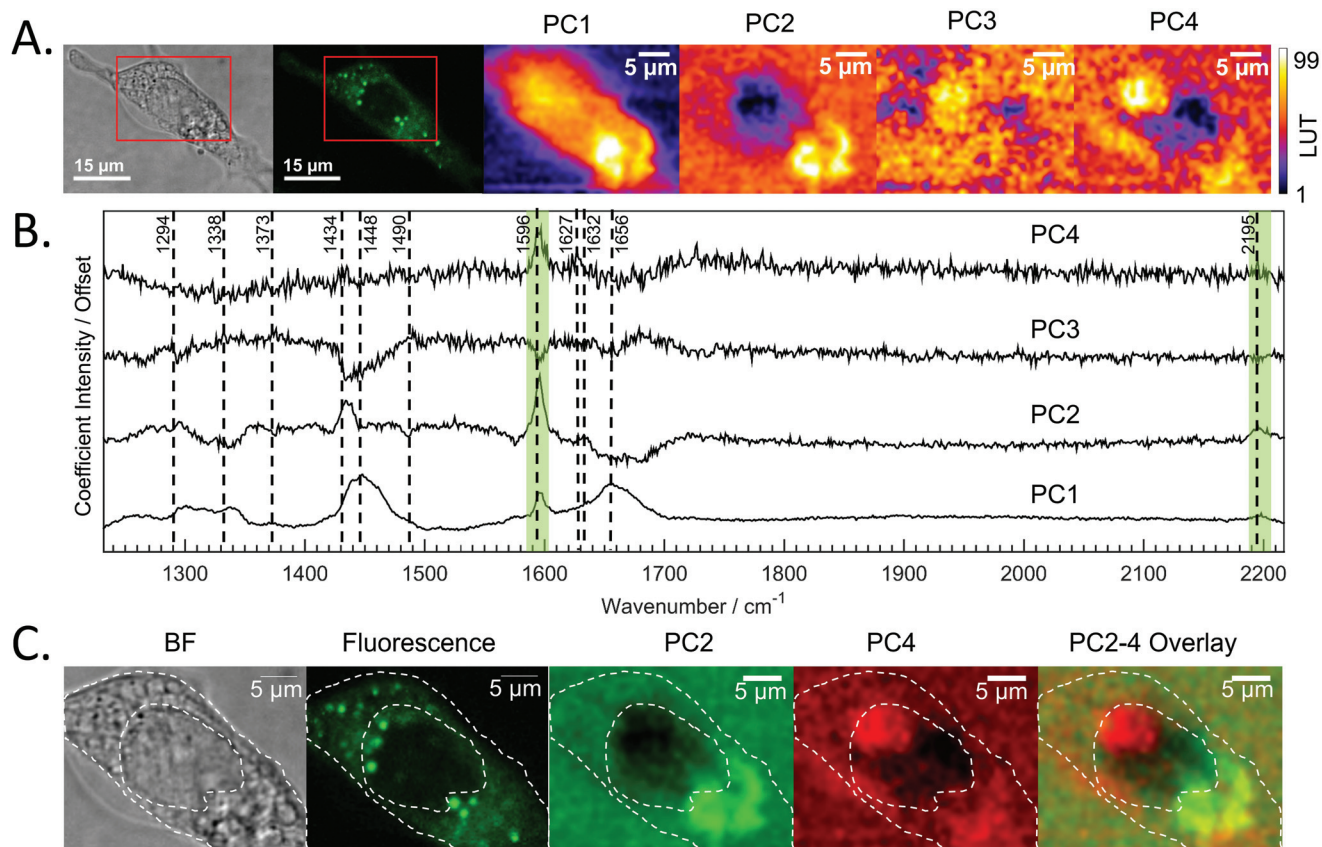 A.
PC1 PC2 PC3 PC4
15 µm 15 µm 5 µm 5 µm 5 µm 5 µm 99
LUT
1
B.
1294 1338 1373 1434 1448 1490 1596 1627 1632 1656 2195
PC4
PC3
PC2
PC1
Coefficient Intensity / Offset
1300 1400 1500 1600 1700 1800 1900 2000 2100 2200
Wavenumber / cm⁻¹
C.
BF Fluorescence PC2 PC4 PC2-4 Overlay
5 µm 5 µm 5 µm 5 µm 5 µm